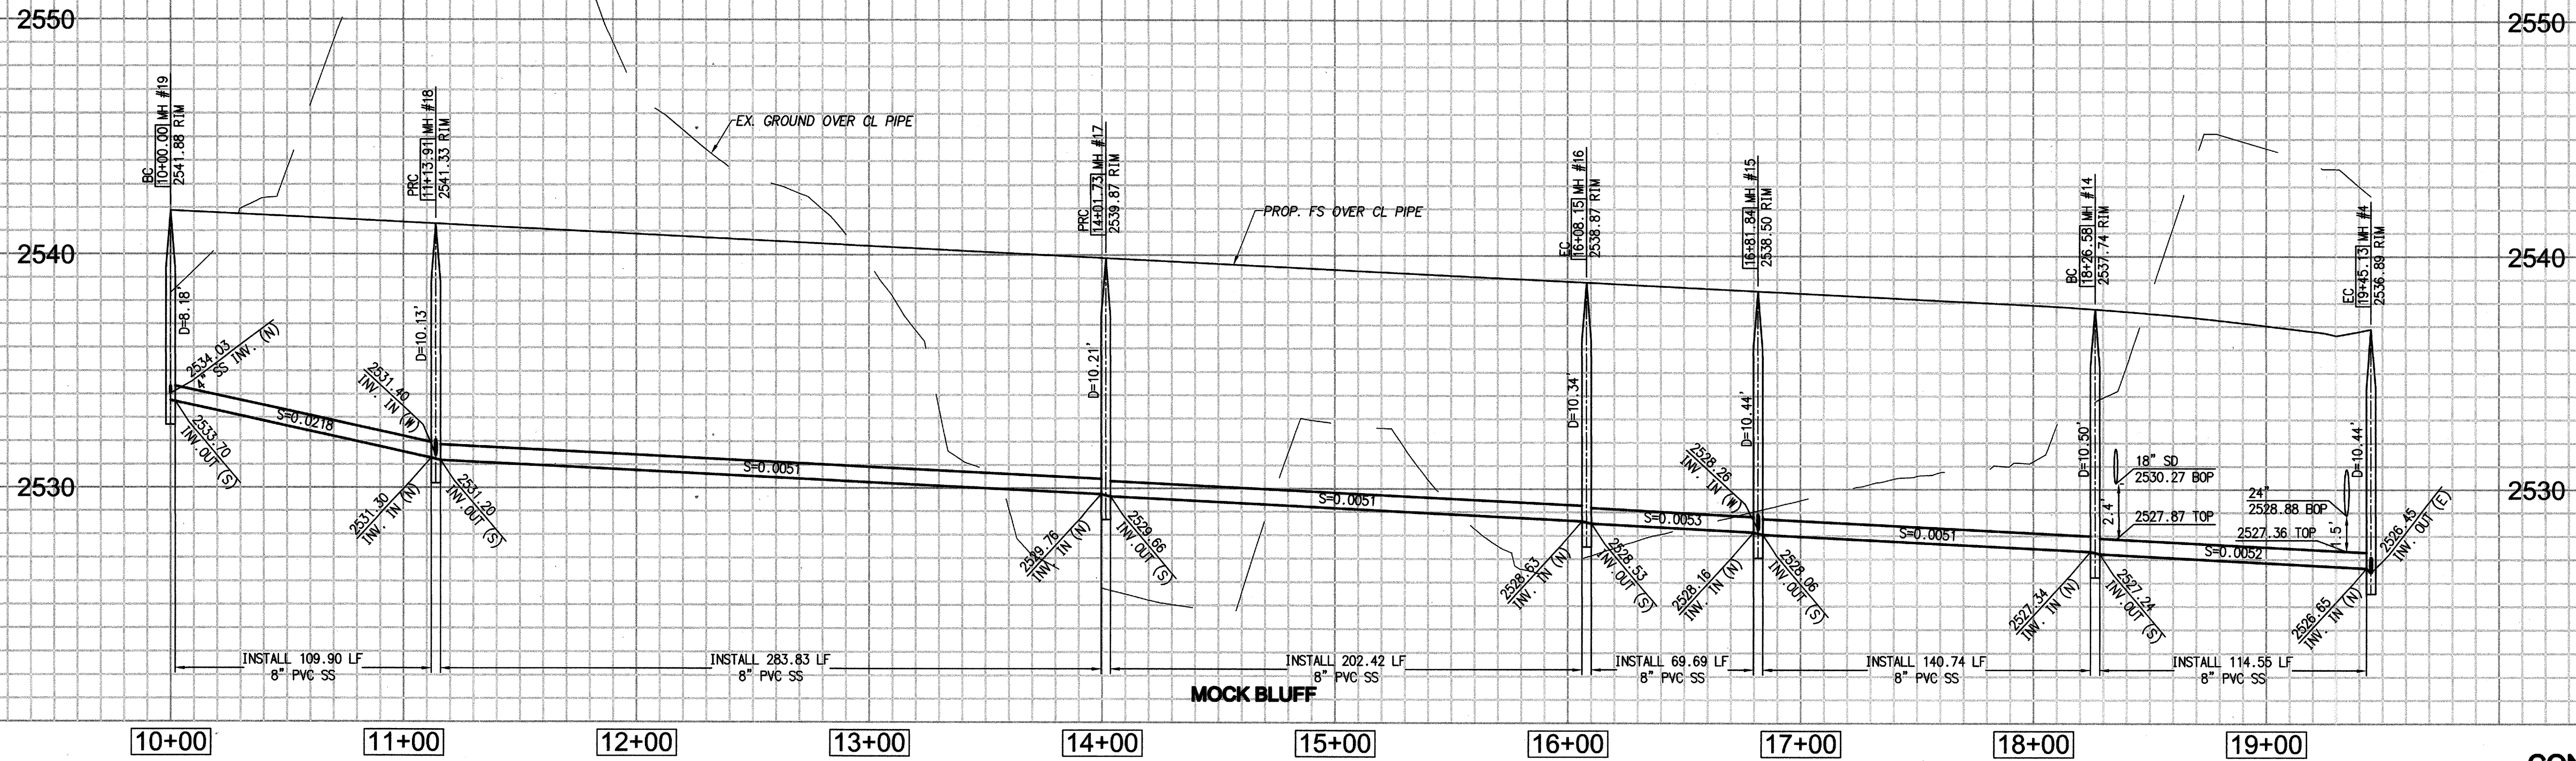 2550
2550
BC
10+00.00 MH #19
2541.88 RIM
PRC
11+13.91 MH #18
2541.33 RIM
EX. GROUND OVER CL PIPE
PRC
14+01.73 MH #17
2539.87 RIM
PROP. FS OVER CL PIPE
EC
16+08.15 MH #16
2538.87 RIM
16+81.84 MH #15
2538.50 RIM
BC
18+26.58 MH #14
2537.74 RIM
EC
19+45.13 MH #4
2536.89 RIM
2540
2540
D=8.18'
D=10.13'
D=10.21'
D=10.34'
D=10.44'
D=10.50'
D=10.44'
2534.03
4" SS INV. (N)
2533.70
INV.OUT (S)
S=0.0218
2531.40
INV. IN (W)
2531.30
INV. IN (N)
2531.20
INV.OUT (S)
S=0.0051
2529.76
INV. IN (N)
2529.66
INV.OUT (S)
S=0.0051
2528.63
INV. IN (N)
2528.53
INV.OUT (S)
S=0.0053
2528.26
INV. IN (W)
2528.16
INV. IN (N)
2528.06
INV.OUT (S)
S=0.0051
2527.34
INV. IN (N)
2527.24
INV.OUT (S)
18" SD
2530.27 BOP
2.4'
2527.87 TOP
24"
2528.88 BOP
2527.36 TOP
1.5'
S=0.0052
2526.65
INV. IN (N)
2526.45
INV. OUT (E)
2530
2530
INSTALL 109.90 LF
8" PVC SS
INSTALL 283.83 LF
8" PVC SS
INSTALL 202.42 LF
8" PVC SS
INSTALL 69.69 LF
8" PVC SS
INSTALL 140.74 LF
8" PVC SS
INSTALL 114.55 LF
8" PVC SS
MOCK BLUFF
10+00
11+00
12+00
13+00
14+00
15+00
16+00
17+00
18+00
19+00